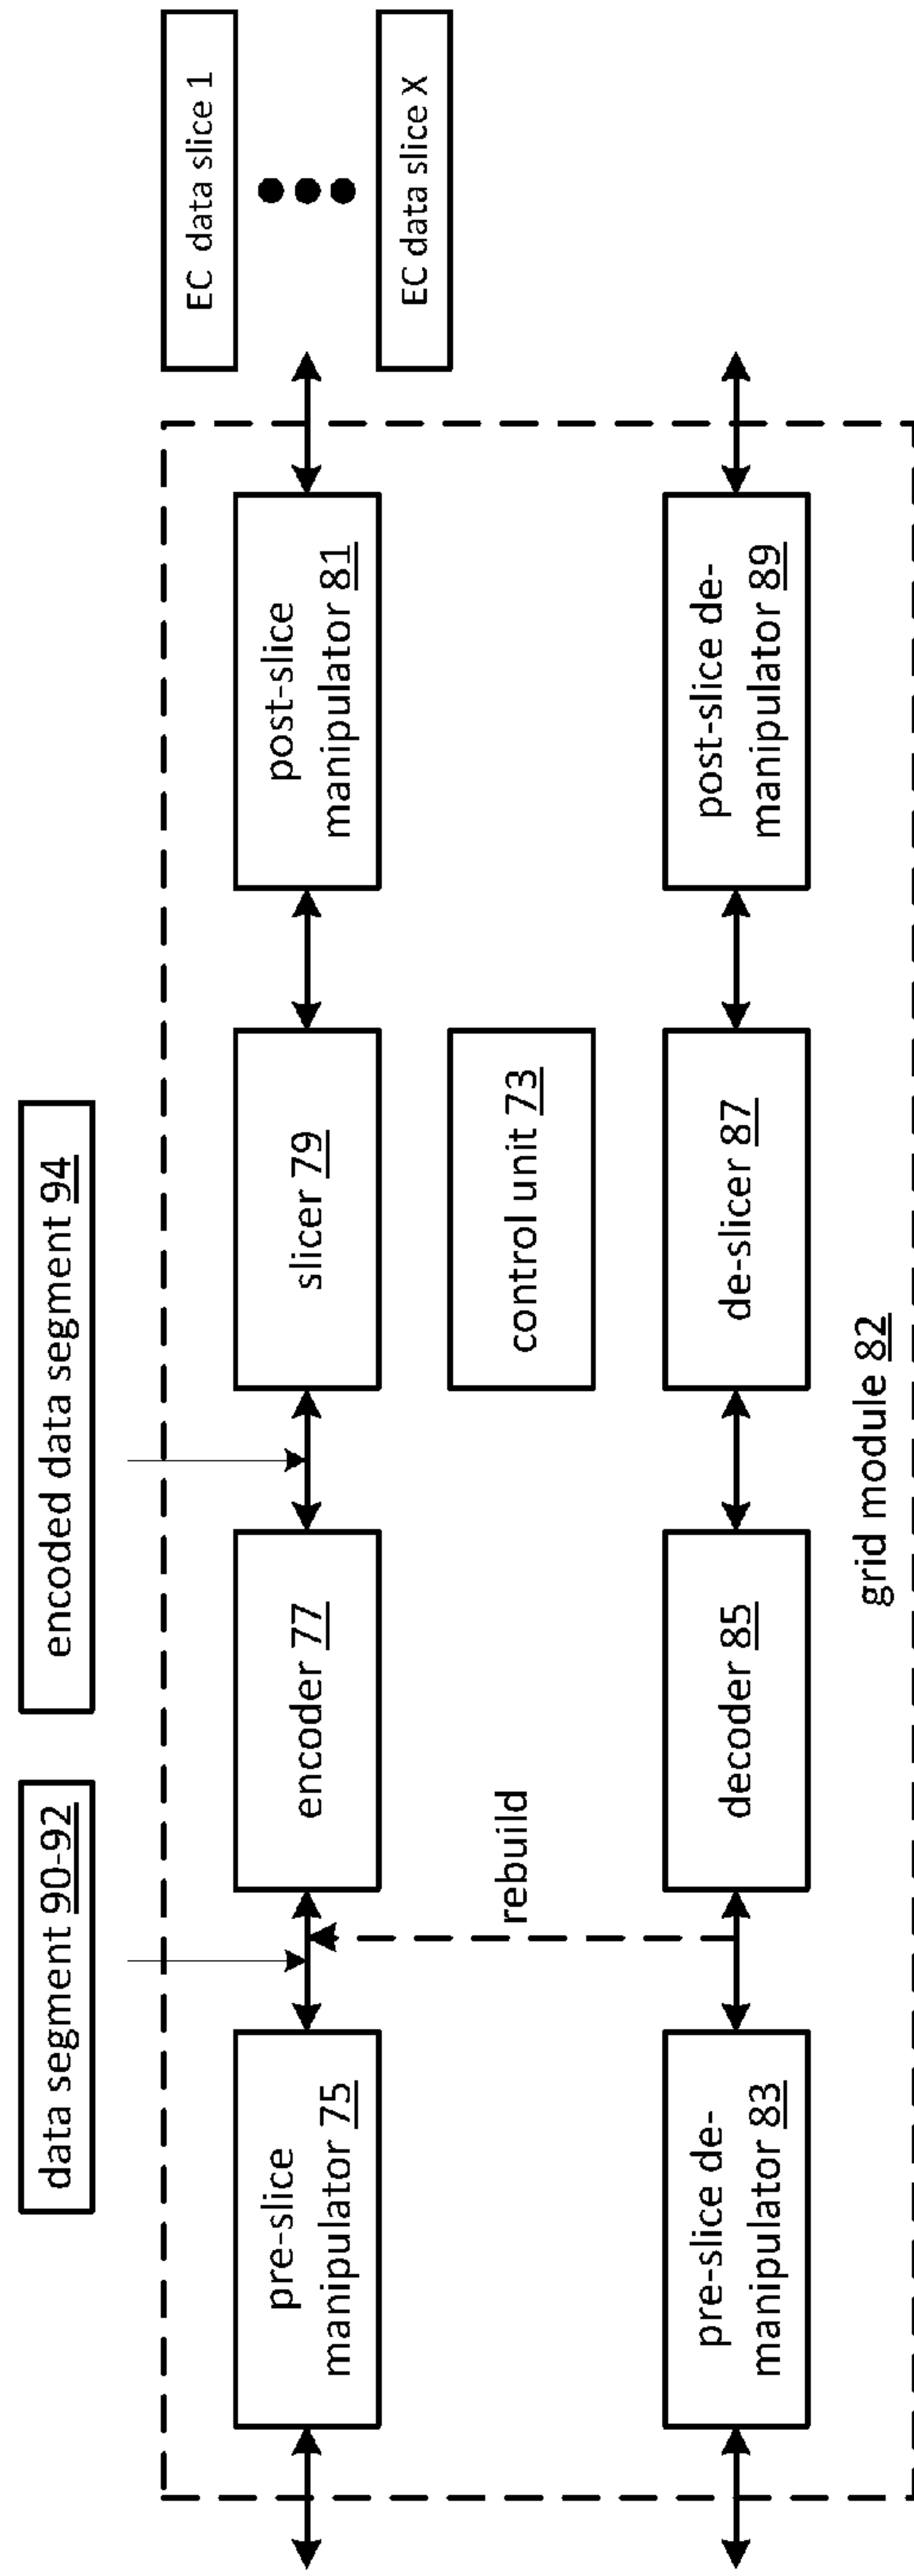 data segment 90-92
encoded data segment 94
EC data slice 1
EC data slice X
pre-slice
manipulator 75
encoder 77
slicer 79
post-slice
manipulator 81
rebuild
control unit 73
pre-slice de-
manipulator 83
decoder 85
de-slicer 87
post-slice de-
manipulator 89
grid module 82